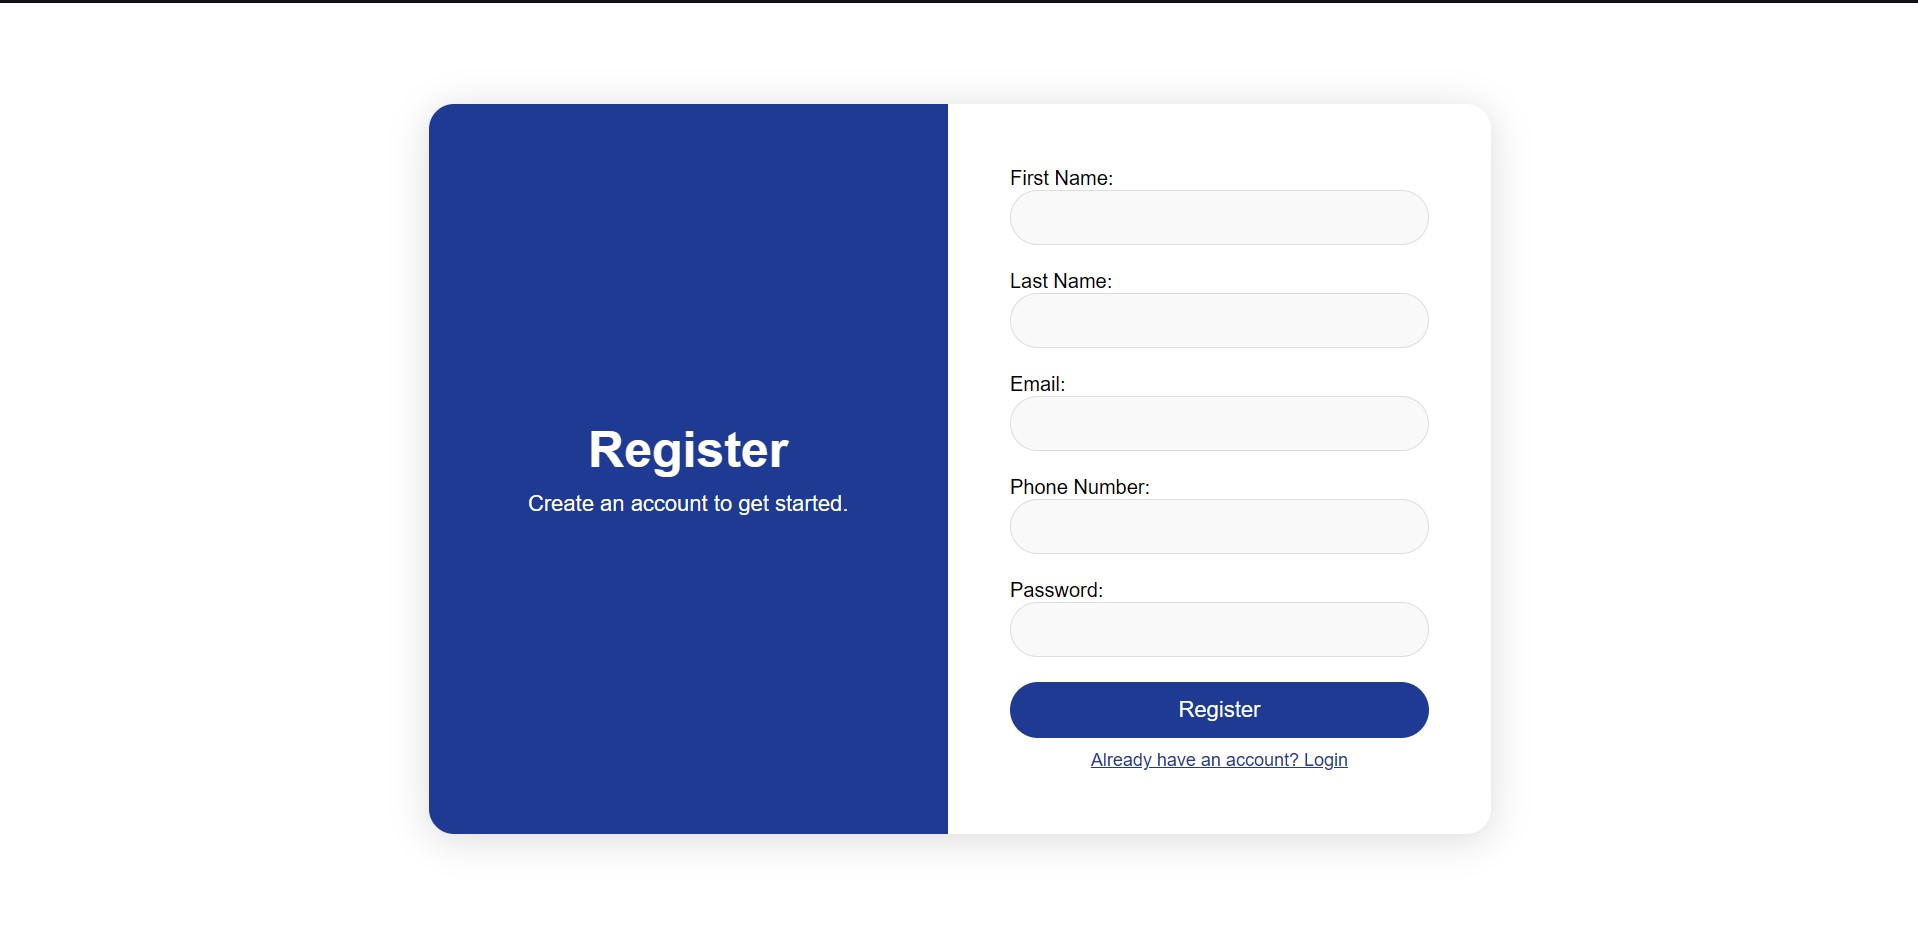 Register
Create an account to get started.
First Name:
Last Name:
Email:
Phone Number:
Password:
Register
Already have an account? Login